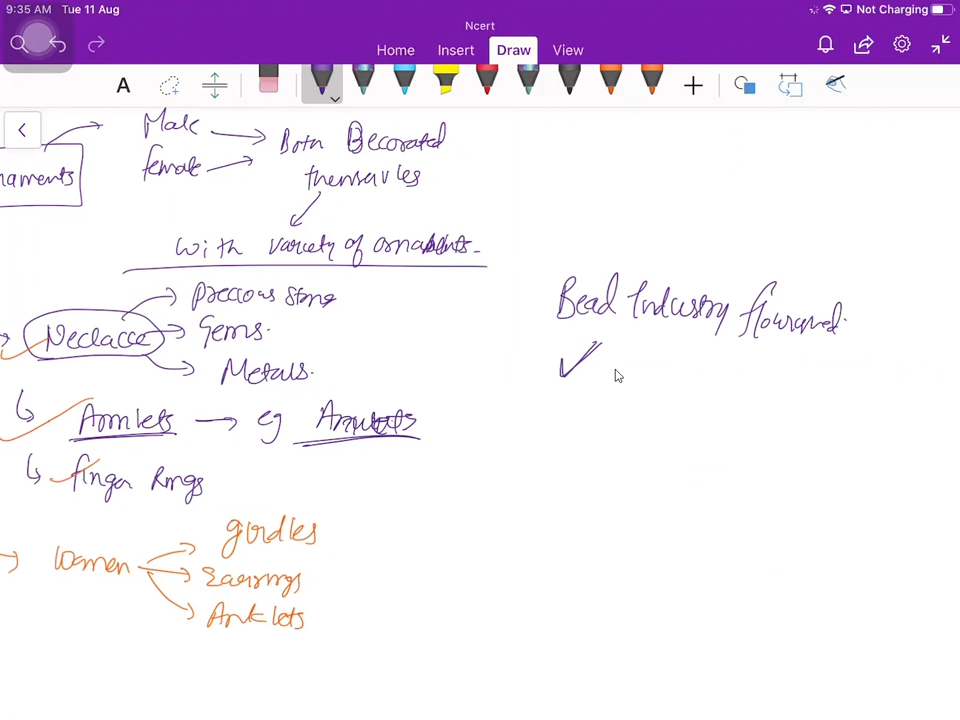 9:35 AM Tue 11 Aug
Not Charging
Ncert
Home Insert Draw View
A
naments
Male
female
Both Decorated
themselves
with variety of ornaments-
Neclace
precious stone
Gems.
Metals.
Bead Industry flourished.
Armlets eg Amulets
finger Rings
Women
girdles
Earrings
Anklets